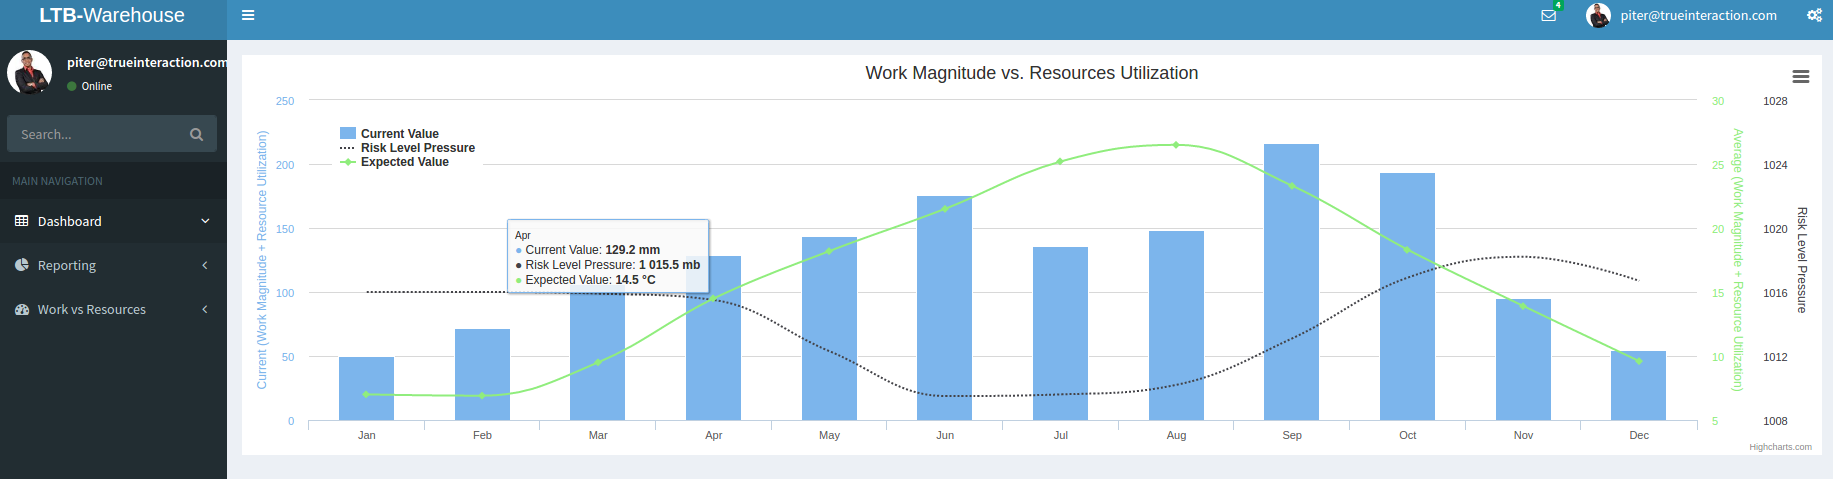 LTB-Warehouse
4
piter@trueinteraction.com
piter@trueinteraction.com
Online
Search...
MAIN NAVIGATION
Dashboard
Reporting
Work vs Resources
Work Magnitude vs. Resources Utilization
Current Value
Risk Level Pressure
Expected Value
Current (Work Magnitude + Resource Utilization)
250
200
150
100
50
0
Apr
Current Value: 129.2 mm
Risk Level Pressure: 1 015.5 mb
Expected Value: 14.5 °C
30
25
20
15
10
5
Average (Work Magnitude + Resource Utilization)
1028
1024
1020
1016
1012
1008
Risk Level Pressure
Jan Feb Mar Apr May Jun Jul Aug Sep Oct Nov Dec
Highcharts.com